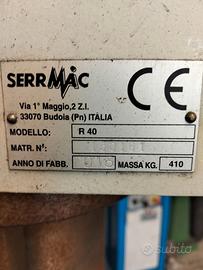 SERRMAC
CE
Via 1° Maggio,2 Z.I.
33070 Budoia (Pn) ITALIA
MODELLO: R 40
MATR. N°:
ANNO DI FABB. MASSA KG. 410
subito